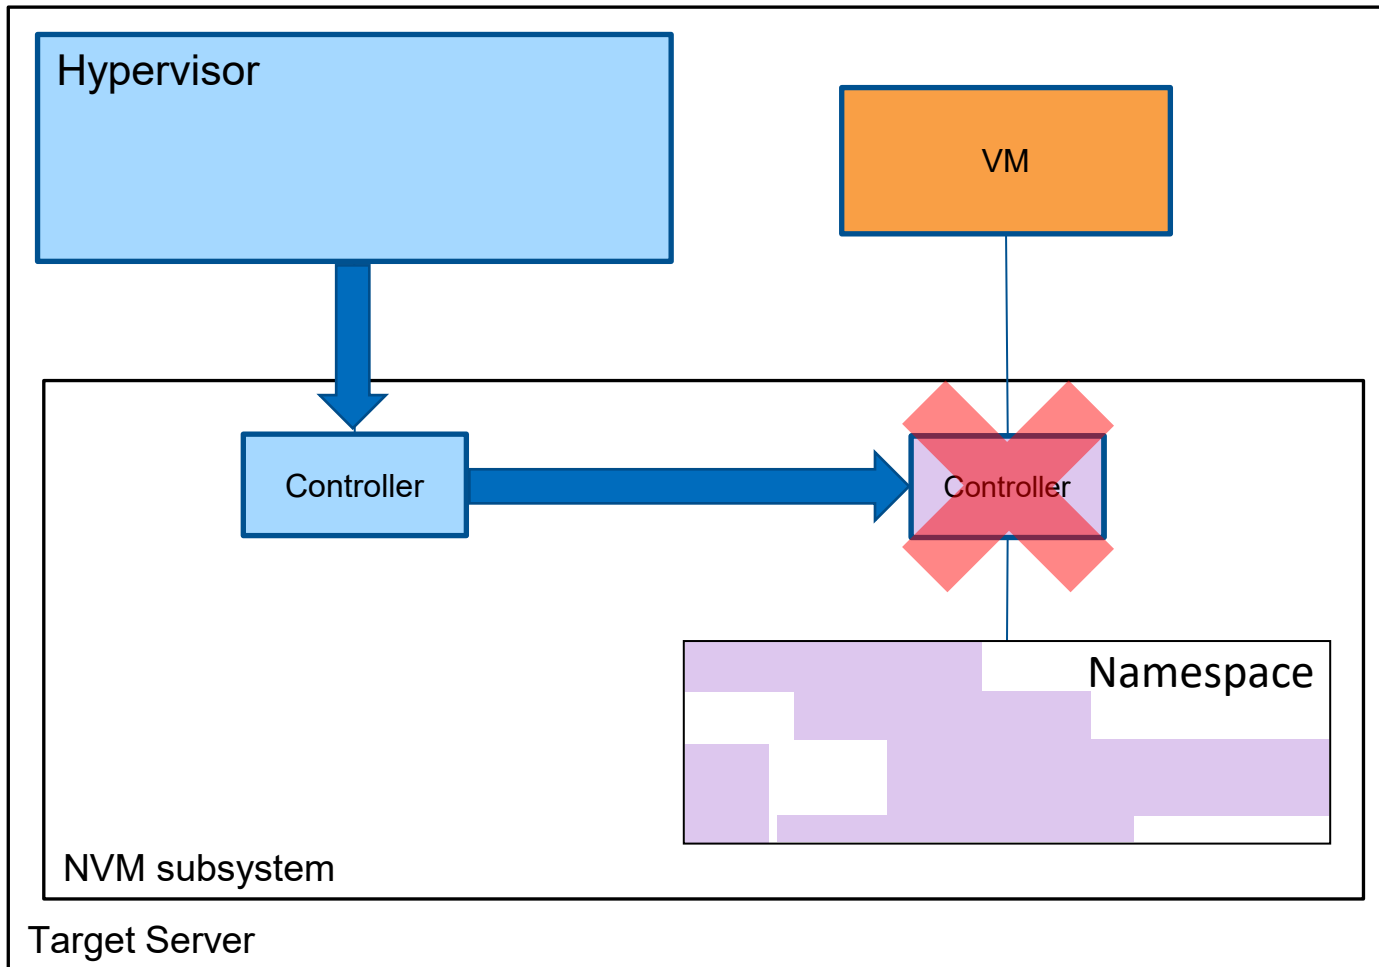 Hypervisor
VM
Controller
Controller
Namespace
NVM subsystem
Target Server